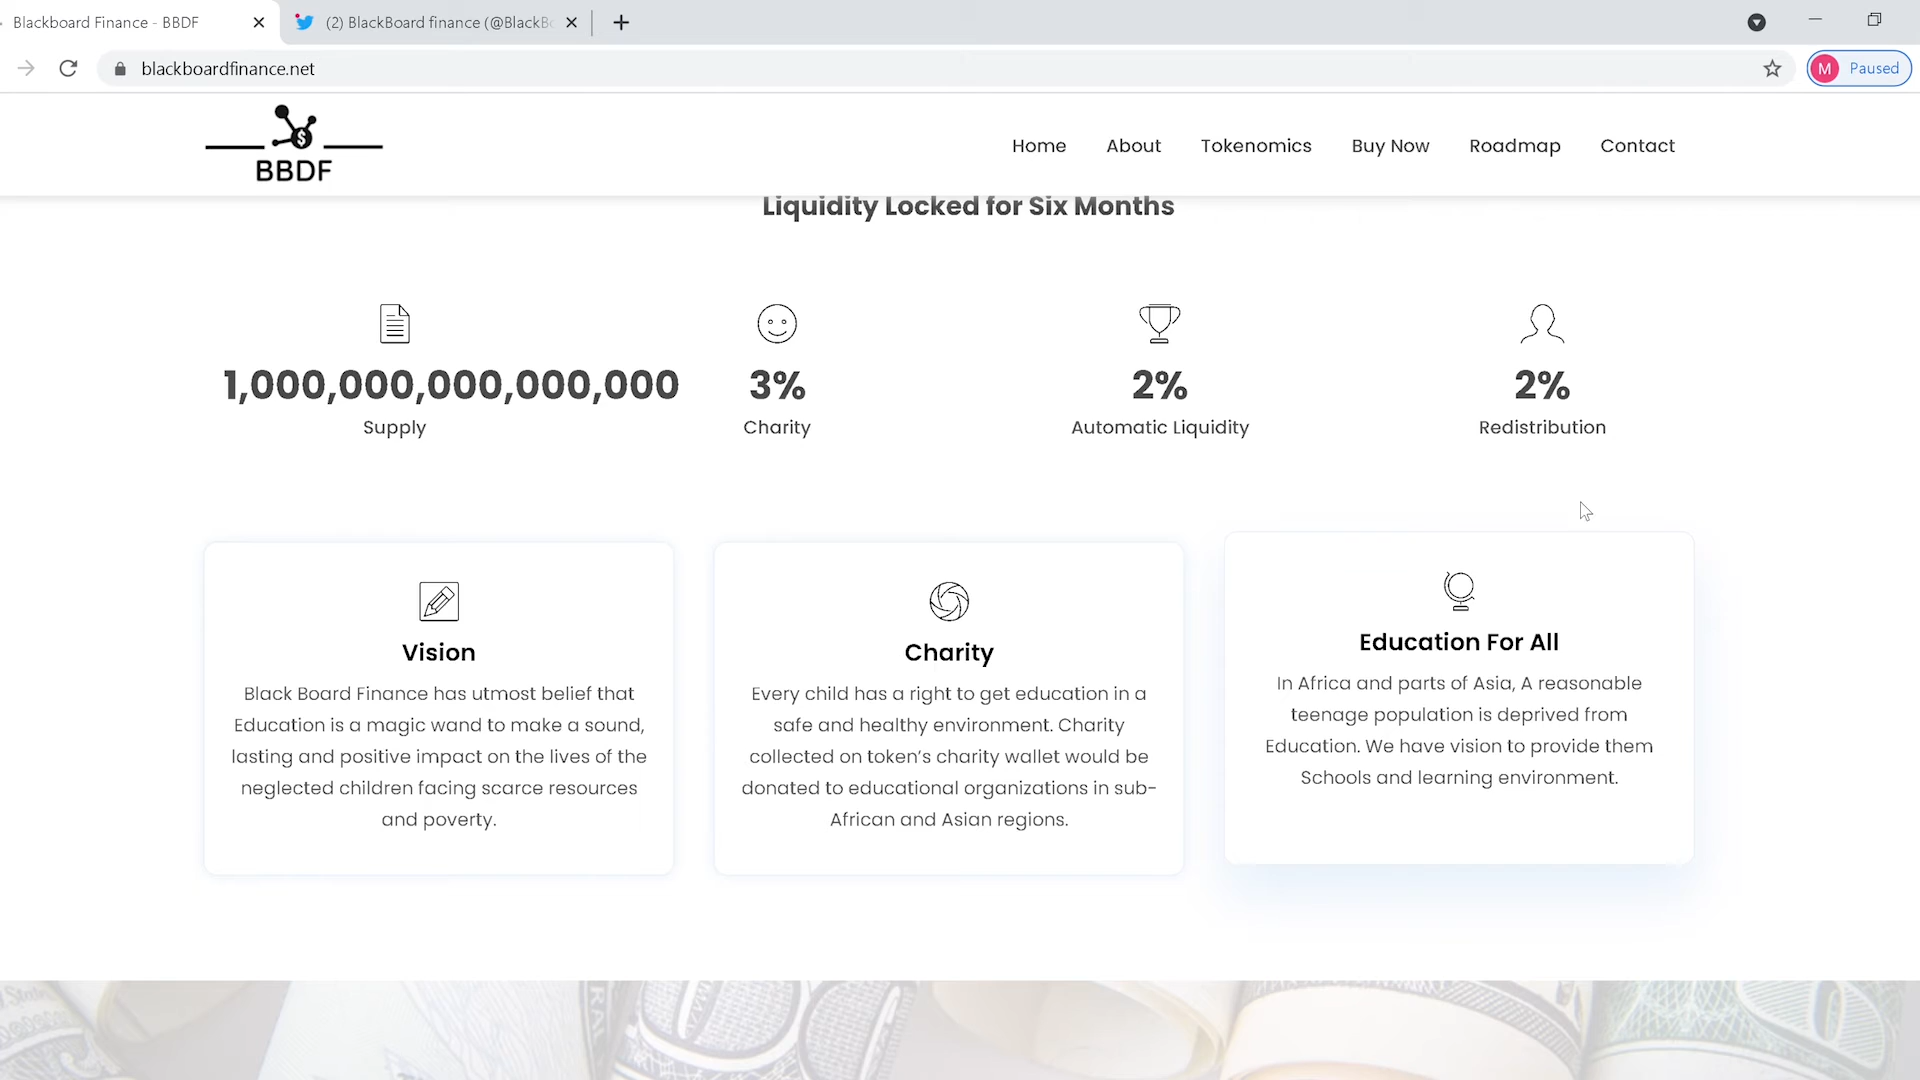 Blackboard Finance - BBDF
(2) BlackBoard finance (@BlackBo
blackboardfinance.net
M Paused
BBDF
Home About Tokenomics Buy Now Roadmap Contact
Liquidity Locked for Six Months
1,000,000,000,000,000
Supply
3%
Charity
2%
Automatic Liquidity
2%
Redistribution
Vision
Black Board Finance has utmost belief that
Education is a magic wand to make a sound,
lasting and positive impact on the lives of the
neglected children facing scarce resources
and poverty.
Charity
Every child has a right to get education in a
safe and healthy environment. Charity
collected on token's charity wallet would be
donated to educational organizations in sub-
African and Asian regions.
Education For All
In Africa and parts of Asia, A reasonable
teenage population is deprived from
Education. We have vision to provide them
Schools and learning environment.